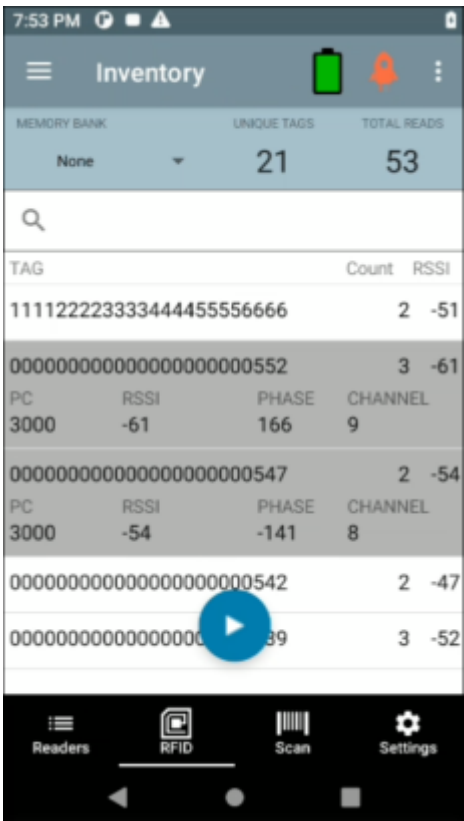 7:53 PM
Inventory
MEMORY BANK UNIQUE TAGS TOTAL READS
None 21 53
TAG Count RSSI
111122223333444455556666 2 -51
000000000000000000000552 3 -61
PC RSSI PHASE CHANNEL
3000 -61 166 9
000000000000000000000547 2 -54
PC RSSI PHASE CHANNEL
3000 -54 -141 8
000000000000000000000542 2 -47
3 -52
Readers RFID Scan Settings